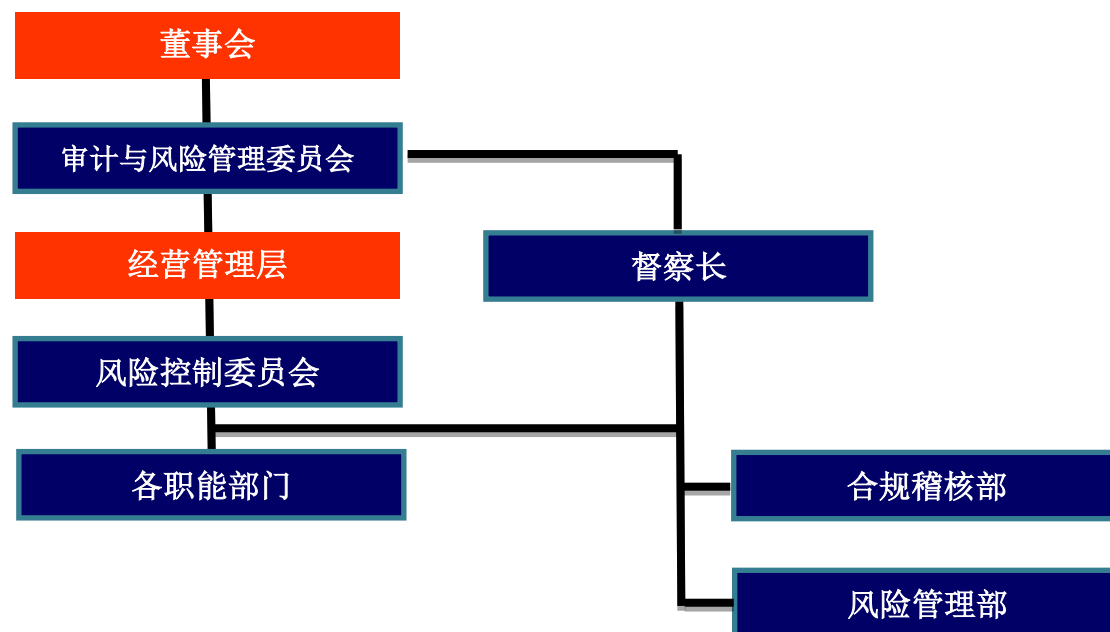 董事会
审计与风险管理委员会
经营管理层
督察长
风险控制委员会
各职能部门
合规稽核部
风险管理部